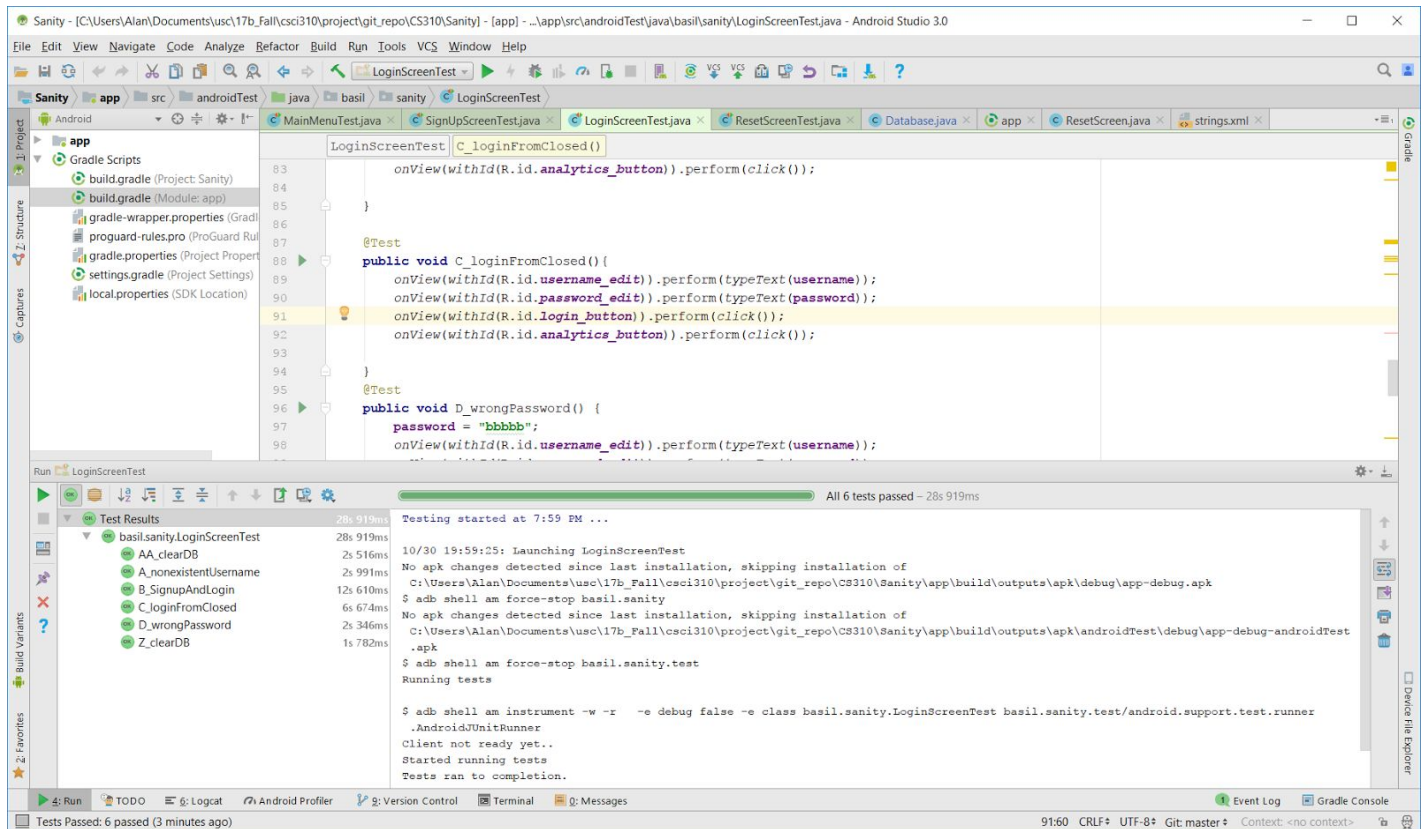 Sanity - [C:\Users\Alan\Documents\usc\17b_Fall\csci310\project\git_repo\CS310\Sanity] - [app] - ...\app\src\androidTest\java\basil\sanity\LoginScreenTest.java - Android Studio 3.0
File Edit View Navigate Code Analyze Refactor Build Run Tools VCS Window Help
LoginScreenTest VCS VCS
Sanity app src androidTest java basil sanity LoginScreenTest
Android MainMenuTest.java SignUpScreenTest.java LoginScreenTest.java ResetScreenTest.java Database.java app ResetScreen.java strings.xml
LoginScreenTest C_loginFromClosed()
1: Project
Z: Structure
Captures
Build Variants
2: Favorites
Gradle
Device File Explorer
app
Gradle Scripts
build.gradle (Project: Sanity)
build.gradle (Module: app)
gradle-wrapper.properties (Gradl
proguard-rules.pro (ProGuard Rul
gradle.properties (Project Propert
settings.gradle (Project Settings)
local.properties (SDK Location)
83 onView(withId(R.id.analytics_button)).perform(click());
84
85 }
86
87 @Test
88 public void C_loginFromClosed(){
89 onView(withId(R.id.username_edit)).perform(typeText(username));
90 onView(withId(R.id.password_edit)).perform(typeText(password));
91 onView(withId(R.id.login_button)).perform(click());
92 onView(withId(R.id.analytics_button)).perform(click());
93
94 }
95 @Test
96 public void D_wrongPassword() {
97 password = "bbbbb";
98 onView(withId(R.id.username_edit)).perform(typeText(username));
Run LoginScreenTest
All 6 tests passed – 28s 919ms
Test Results 28s 919ms
basil.sanity.LoginScreenTest 28s 919ms
AA_clearDB 2s 516ms
A_nonexistentUsername 2s 991ms
B_SignupAndLogin 12s 610ms
C_loginFromClosed 6s 674ms
D_wrongPassword 2s 346ms
Z_clearDB 1s 782ms
Testing started at 7:59 PM ...
10/30 19:59:25: Launching LoginScreenTest
No apk changes detected since last installation, skipping installation of
C:\Users\Alan\Documents\usc\17b_Fall\csci310\project\git_repo\CS310\Sanity\app\build\outputs\apk\debug\app-debug.apk
$ adb shell am force-stop basil.sanity
No apk changes detected since last installation, skipping installation of
C:\Users\Alan\Documents\usc\17b_Fall\csci310\project\git_repo\CS310\Sanity\app\build\outputs\apk\androidTest\debug\app-debug-androidTest
.apk
$ adb shell am force-stop basil.sanity.test
Running tests
$ adb shell am instrument -w -r -e debug false -e class basil.sanity.LoginScreenTest basil.sanity.test/android.support.test.runner
.AndroidJUnitRunner
Client not ready yet..
Started running tests
Tests ran to completion.
4: Run TODO 6: Logcat Android Profiler 9: Version Control Terminal 0: Messages 1 Event Log Gradle Console
Tests Passed: 6 passed (3 minutes ago) 91:60 CRLF UTF-8 Git: master Context: <no context>